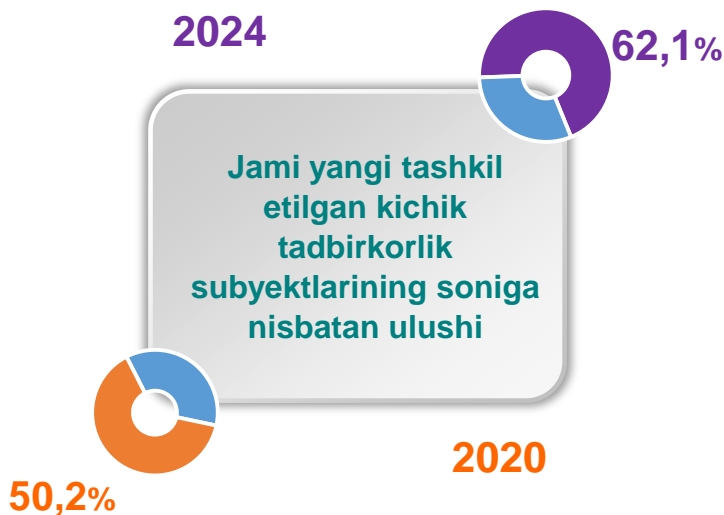 2024
62,1%
Jami yangi tashkil
etilgan kichik
tadbirkorlik
subyektlarining soniga
nisbatan ulushi
2020
50,2%